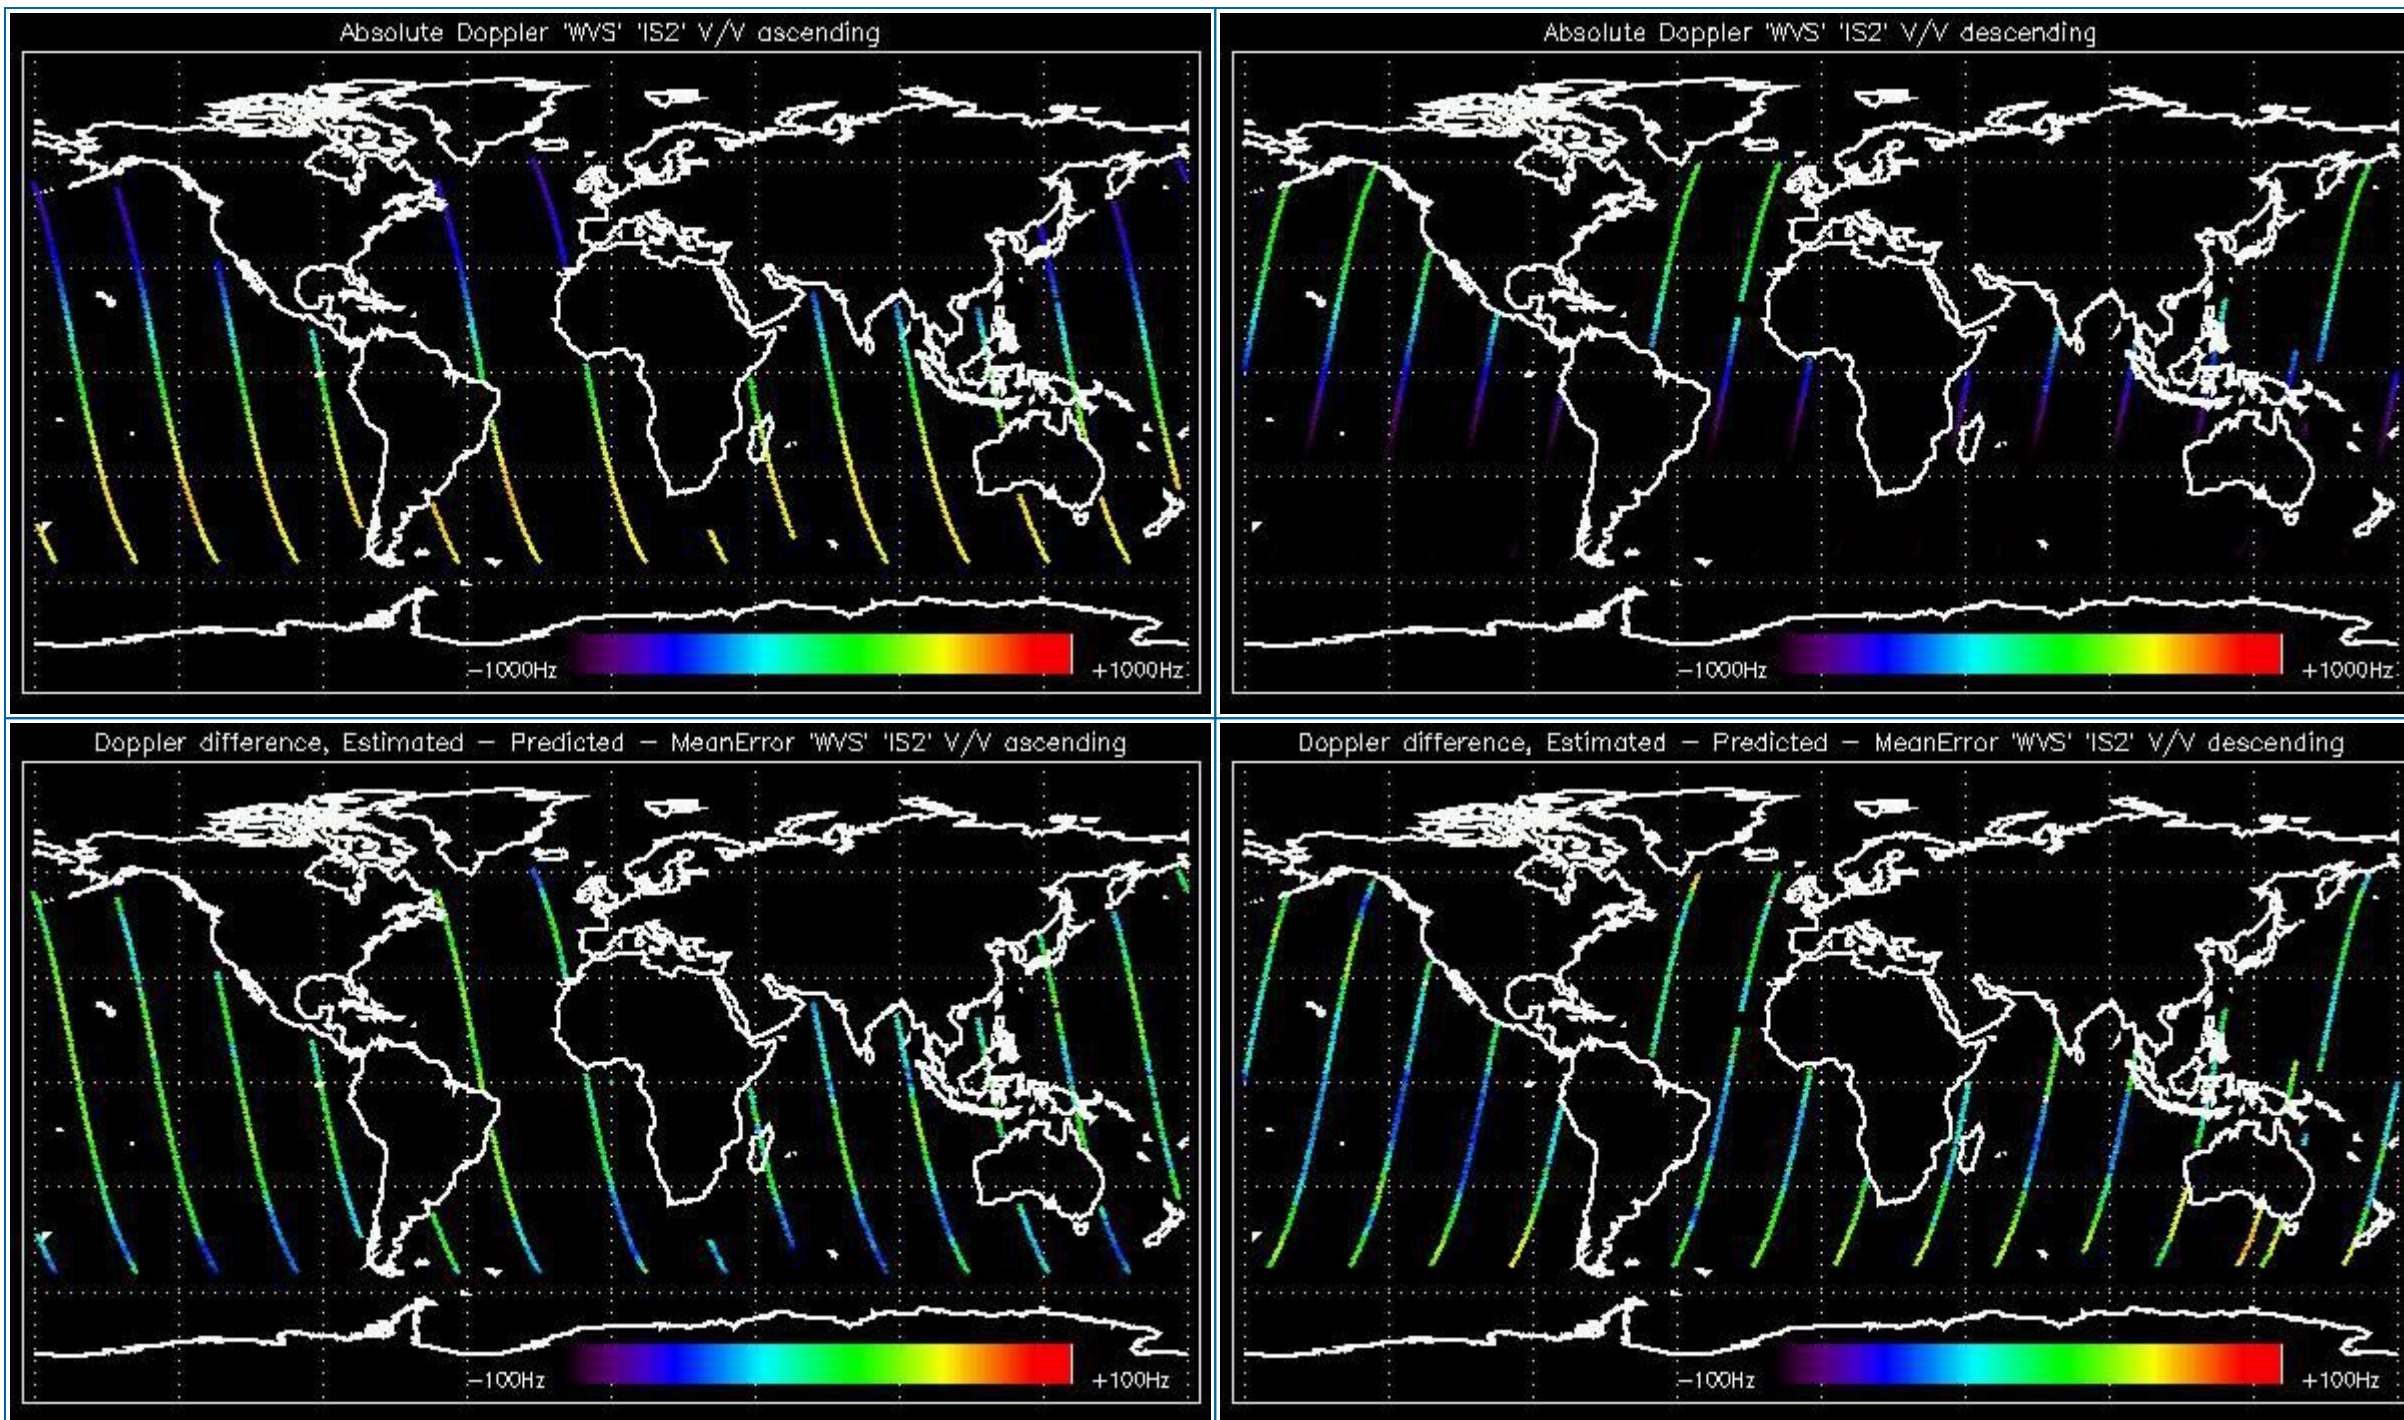 Absolute Doppler 'WVS' 'IS2' V/V ascending
−1000Hz
+1000Hz
Absolute Doppler 'WVS' 'IS2' V/V descending
−1000Hz
+1000Hz
Doppler difference, Estimated − Predicted − MeanError 'WVS' 'IS2' V/V ascending
−100Hz
+100Hz
Doppler difference, Estimated − Predicted − MeanError 'WVS' 'IS2' V/V descending
−100Hz
+100Hz